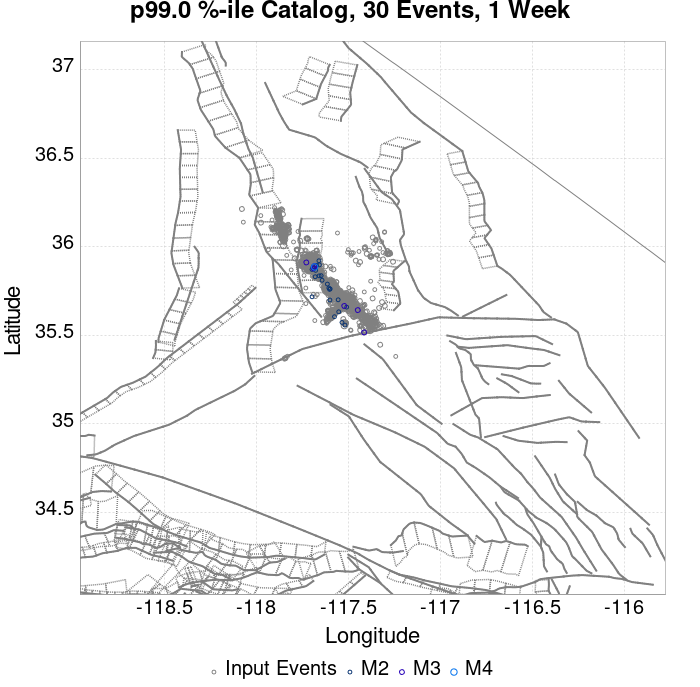 p99.0 %-ile Catalog, 30 Events, 1 Week
37
36.5
36
35.5
35
34.5
Latitude
-118.5 -118 -117.5 -117 -116.5 -116
Longitude
Input Events M2 M3 M4